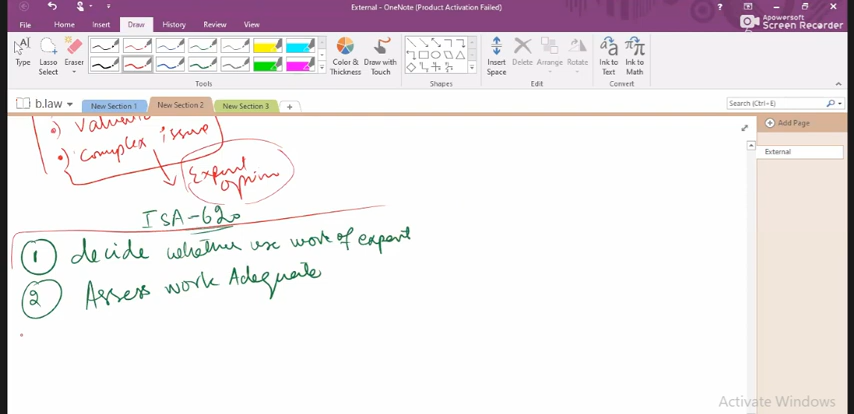 External - OneNote (Product Activation Failed)
Apowersoft
Screen Recorder
File Home Insert Draw History Review View
Type
Lasso Select
Eraser
Color & Thickness
Draw with Touch
Insert Space
Delete
Arrange
Rotate
Ink to Text
Ink to Math
Tools Shapes Edit Convert
b.law New Section 1 New Section 2 New Section 3 Search (Ctrl+E)
Add Page
External
.) Complex issue
Expert
ISA-620
1 decide whether use work of expert
2 Assess work Adequate
Activate Windows